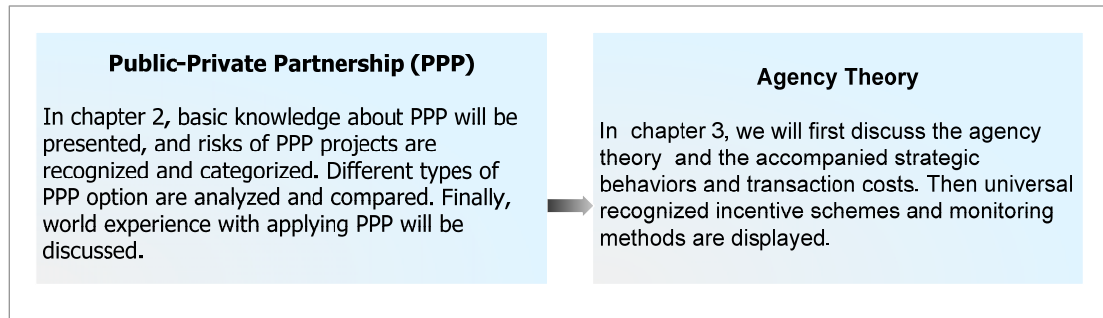 Public-Private Partnership (PPP)
In chapter 2, basic knowledge about PPP will be
presented, and risks of PPP projects are
recognized and categorized. Different types of
PPP option are analyzed and compared. Finally,
world experience with applying PPP will be
discussed.
Agency Theory
In chapter 3, we will first discuss the agency
theory and the accompanied strategic
behaviors and transaction costs. Then universal
recognized incentive schemes and monitoring
methods are displayed.